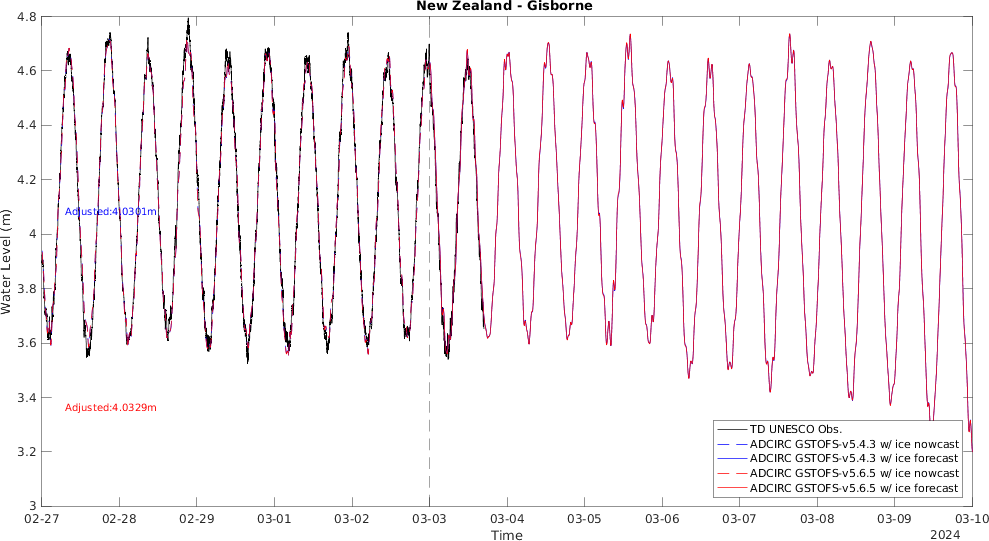 New Zealand - Gisborne
4.8
4.6
4.4
4.2
4
3.8
3.6
3.4
3.2
3
Water Level (m)
Adjusted:4.0301m
Adjusted:4.0329m
TD UNESCO Obs.
ADCIRC GSTOFS-v5.4.3 w/ ice nowcast
ADCIRC GSTOFS-v5.4.3 w/ ice forecast
ADCIRC GSTOFS-v5.6.5 w/ ice nowcast
ADCIRC GSTOFS-v5.6.5 w/ ice forecast
02-27 02-28 02-29 03-01 03-02 03-03 03-04 03-05 03-06 03-07 03-08 03-09 03-10
Time
2024